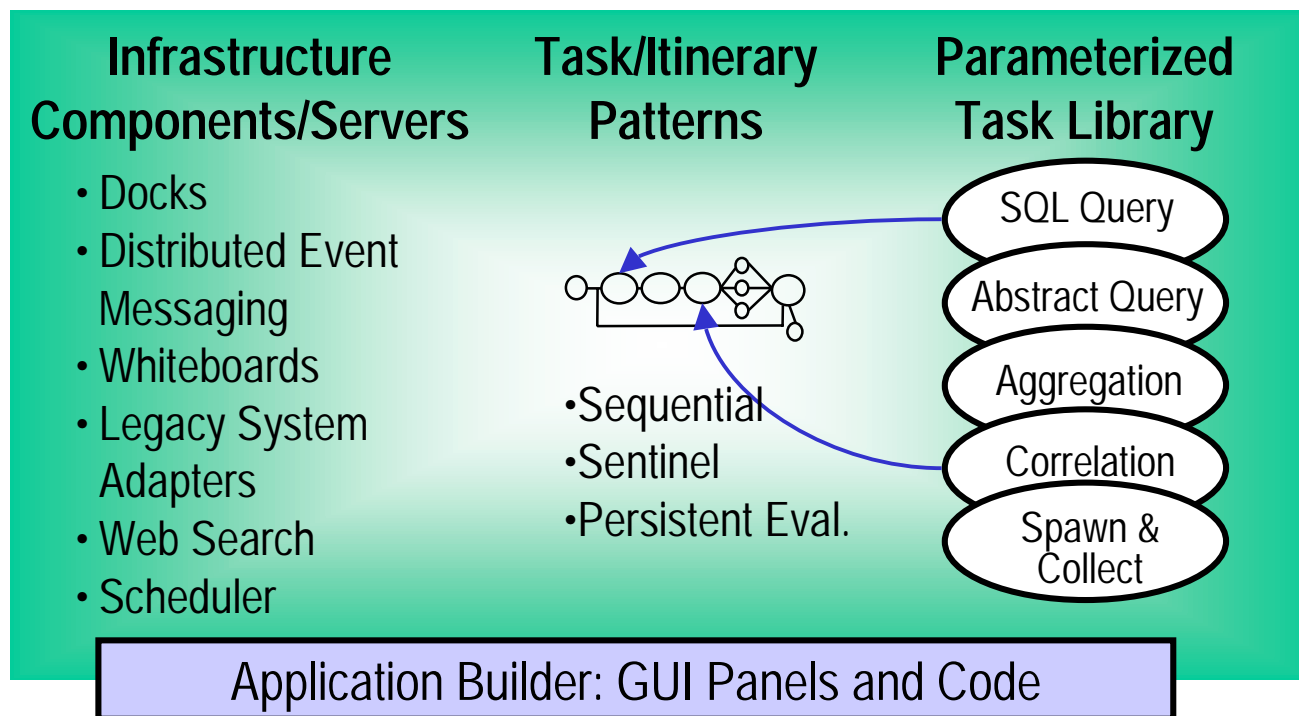 Infrastructure
Components/Servers
• Docks
• Distributed Event
Messaging
• Whiteboards
• Legacy System
Adapters
• Web Search
• Scheduler
Task/Itinerary
Patterns
•Sequential
•Sentinel
•Persistent Eval.
Parameterized
Task Library
SQL Query
Abstract Query
Aggregation
Correlation
Spawn &
Collect
Application Builder: GUI Panels and Code